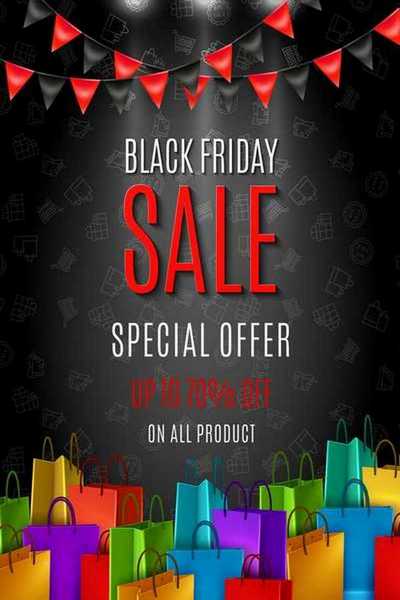 BLACK FRIDAY
SALE
SPECIAL OFFER
UP TO 70% OFF
ON ALL PRODUCT